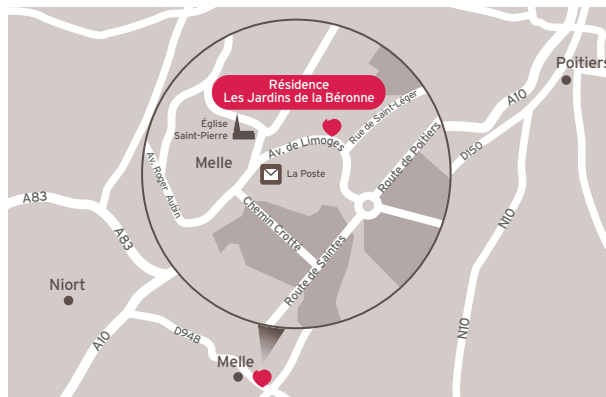 Poitiers
A10
D150
N10
N10
A83
A83
Niort
A10
D948
Melle
Résidence
Les Jardins de la Béronne
Église
Saint-Pierre
Rue de Saint-Léger
Av. de Limoges
Melle
La Poste
Route de Poitiers
Av. Roger Aubin
Chemin Crotté
Route de Saintes